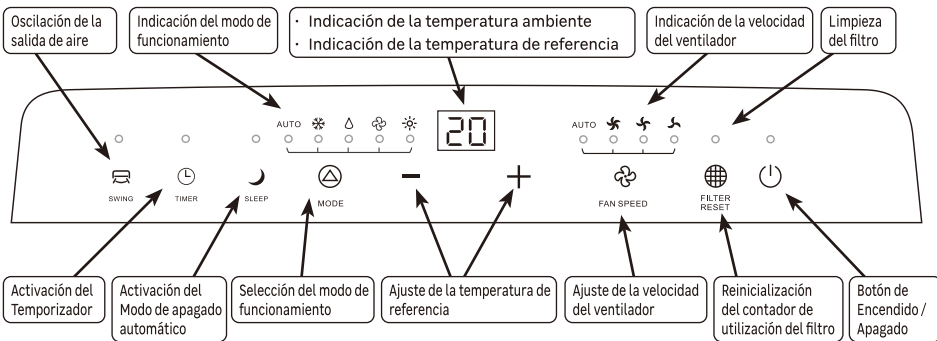 Oscilación de la
salida de aire
Indicación del modo de
funcionamiento
· Indicación de la temperatura ambiente
· Indicación de la temperatura de referencia
Indicación de la velocidad
del ventilador
Limpieza
del filtro
AUTO
20
AUTO
SWING
TIMER
SLEEP
MODE
FAN SPEED
FILTER
RESET
Activación del
Temporizador
Activación del
Modo de apagado
automático
Selección del modo de
funcionamiento
Ajuste de la temperatura de
referencia
Ajuste de la velocidad
del ventilador
Reinicialización
del contador de
utilización del filtro
Botón de
Encendido /
Apagado